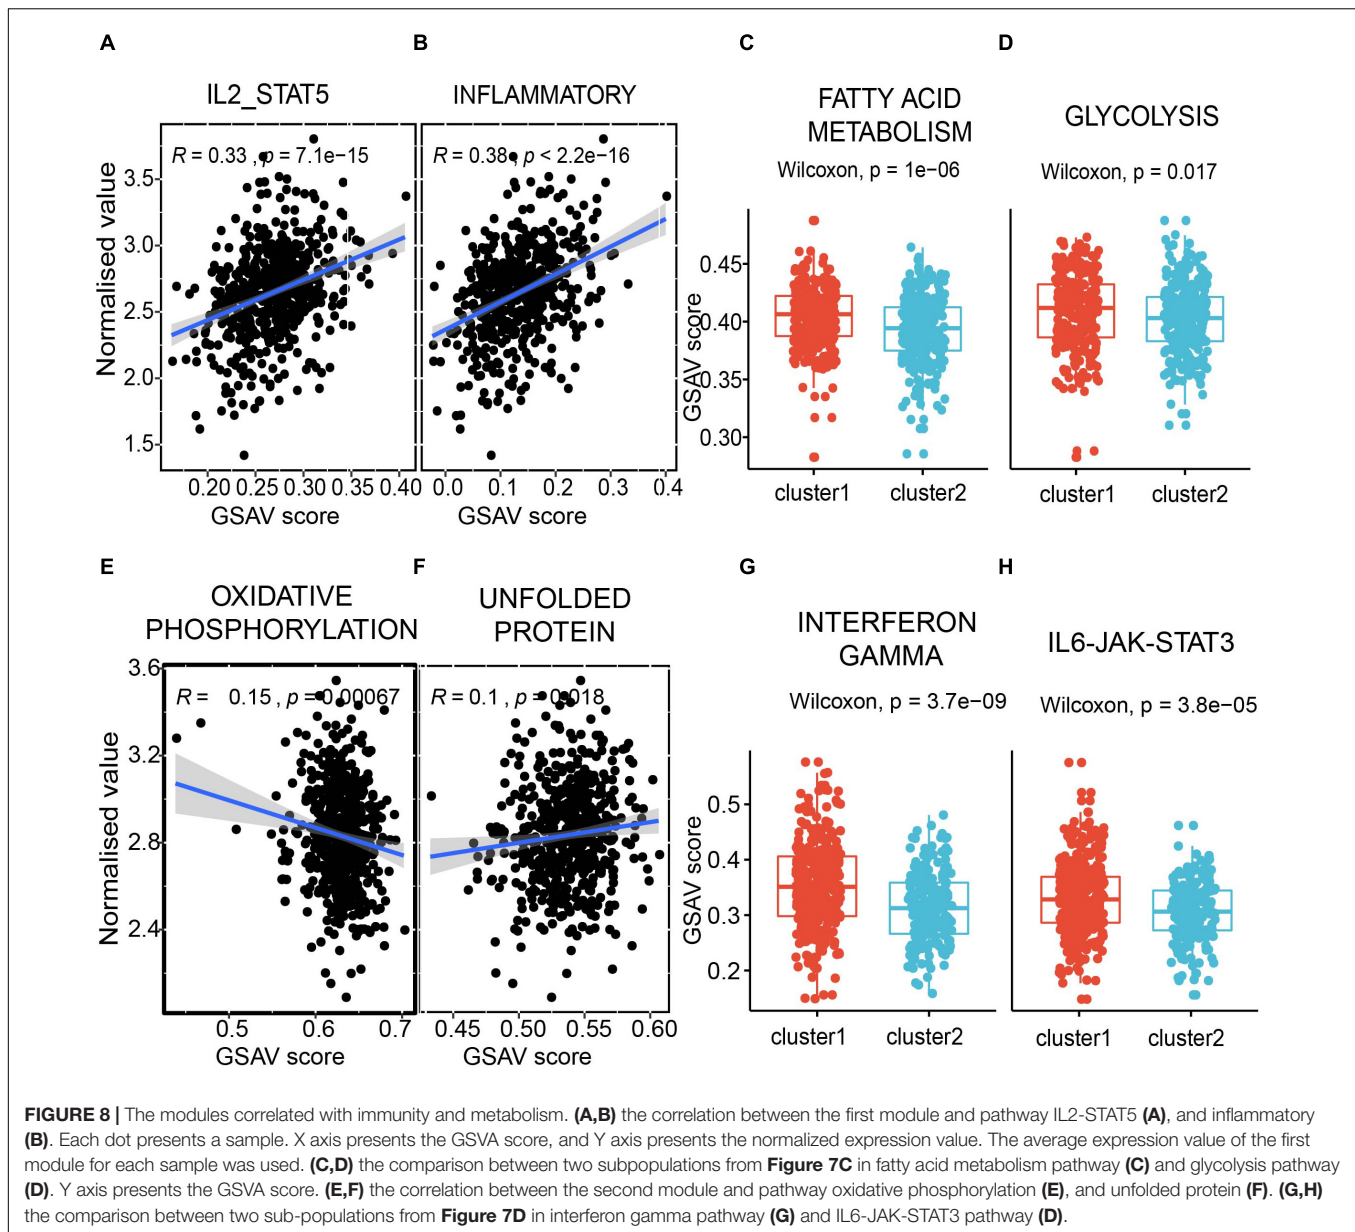 A
B
C
D
IL2_STAT5
INFLAMMATORY
FATTY ACID
METABOLISM
GLYCOLYSIS
R = 0.33 , p = 7.1e−15
R = 0.38, p < 2.2e−16
Wilcoxon, p = 1e−06
Wilcoxon, p = 0.017
Normalised value
3.5
3.0
2.5
2.0
1.5
0.20 0.25 0.30 0.35 0.40
GSAV score
0.0 0.1 0.2 0.3 0.4
GSAV score
GSAV score
0.45
0.40
0.35
0.30
cluster1 cluster2
cluster1 cluster2
E
F
G
H
OXIDATIVE
PHOSPHORYLATION
UNFOLDED
PROTEIN
INTERFERON
GAMMA
IL6-JAK-STAT3
R = 0.15 , p = 0.00067
R = 0.1 , p = 0.018
Wilcoxon, p = 3.7e−09
Wilcoxon, p = 3.8e−05
Normalised value
3.6
3.2
2.8
2.4
0.5 0.6 0.7
GSAV score
0.45 0.50 0.55 0.60
GSAV score
GSAV score
0.5
0.4
0.3
0.2
cluster1 cluster2
cluster1 cluster2
FIGURE 8 | The modules correlated with immunity and metabolism. (A,B) the correlation between the first module and pathway IL2-STAT5 (A), and inflammatory
(B). Each dot presents a sample. X axis presents the GSVA score, and Y axis presents the normalized expression value. The average expression value of the first
module for each sample was used. (C,D) the comparison between two subpopulations from Figure 7C in fatty acid metabolism pathway (C) and glycolysis pathway
(D). Y axis presents the GSVA score. (E,F) the correlation between the second module and pathway oxidative phosphorylation (E), and unfolded protein (F). (G,H)
the comparison between two sub-populations from Figure 7D in interferon gamma pathway (G) and IL6-JAK-STAT3 pathway (D).